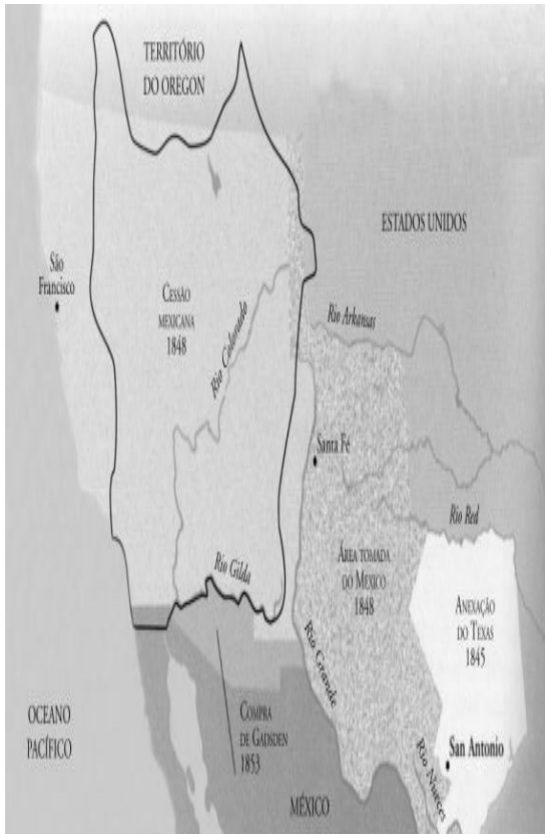 TERRITÓRIO
DO OREGON
ESTADOS UNIDOS
São
Francisco
CESSÃO
MEXICANA
1848
Rio Colorado
Rio Arkansas
Santa Fé
Rio Red
Rio Gilda
ÁREA TOMADA
DO MÉXICO
1848
ANEXAÇÃO
DO TEXAS
1845
Rio Grande
OCEANO
PACÍFICO
COMPRA
DE GADSDEN
1853
San Antonio
Rio Nueces
MÉXICO